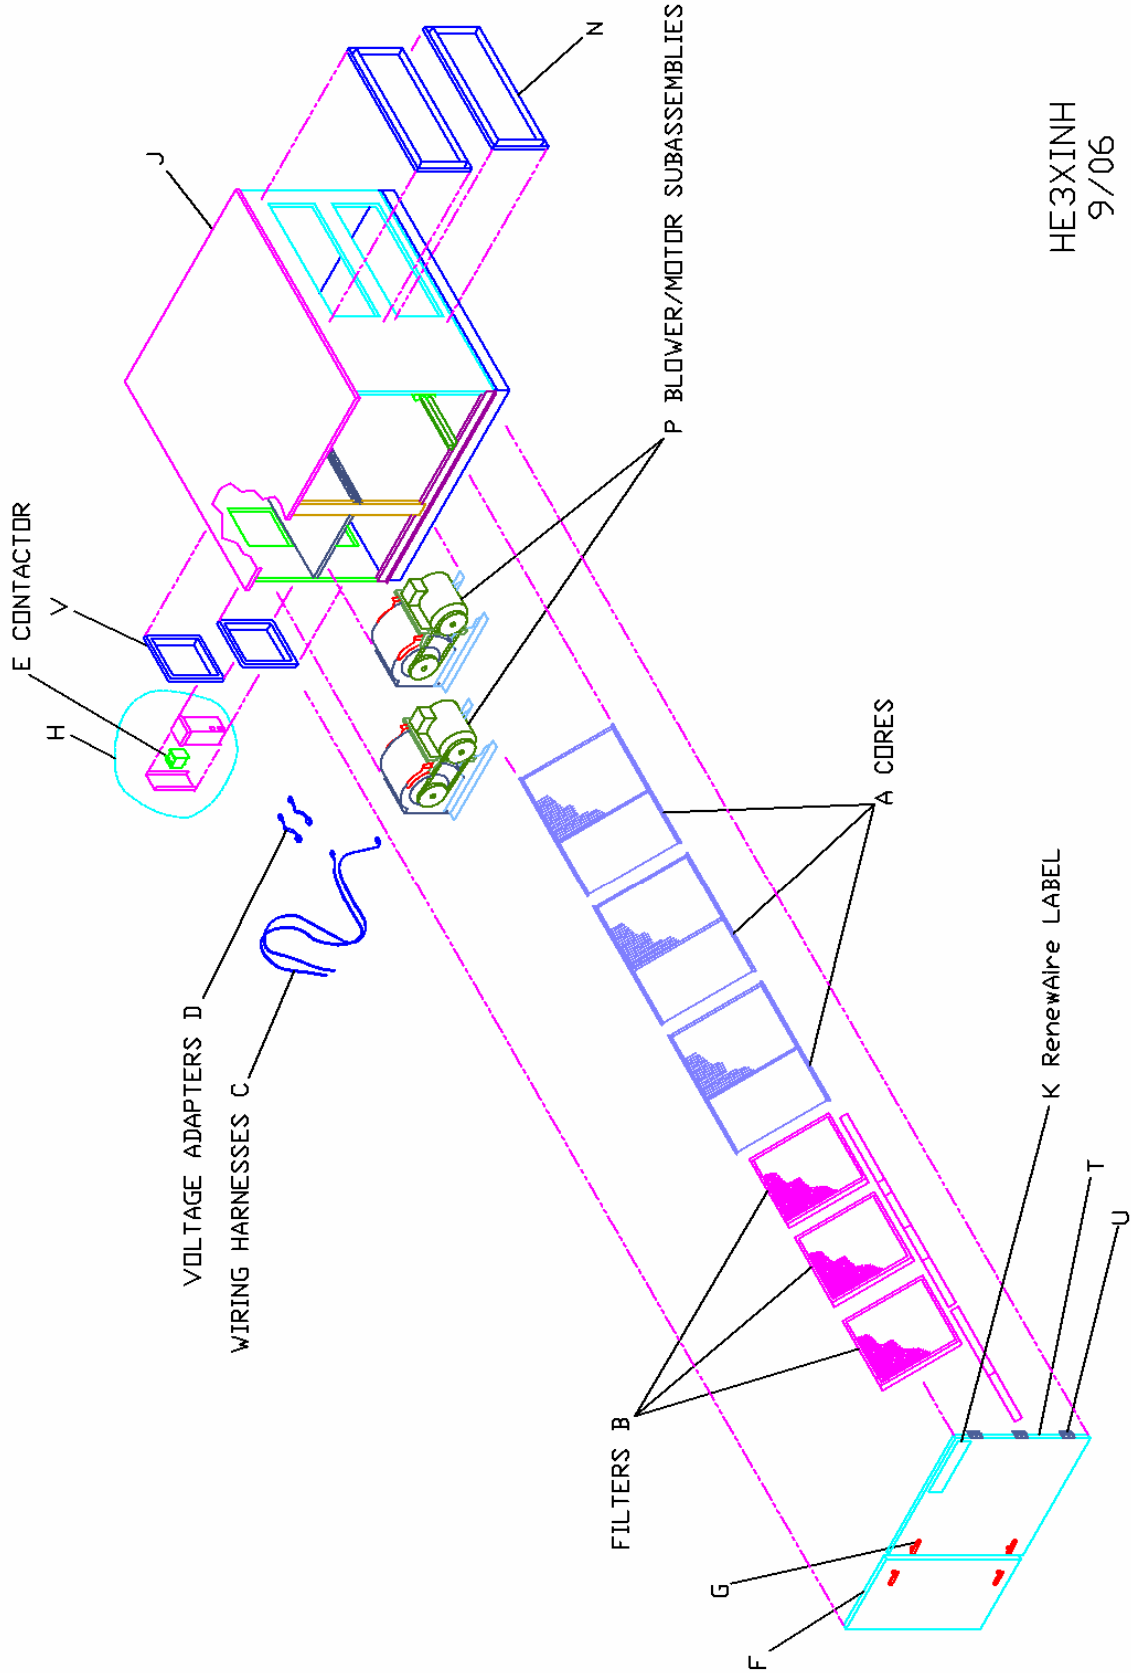 E CONTACTOR
V
H
J
N
P BLOWER/MOTOR SUBASSEMBLIES
VOLTAGE ADAPTERS D
WIRING HARNESSES C
A CORES
FILTERS B
K RenewAire LABEL
G
F
T
U
HE3XINH
9/06